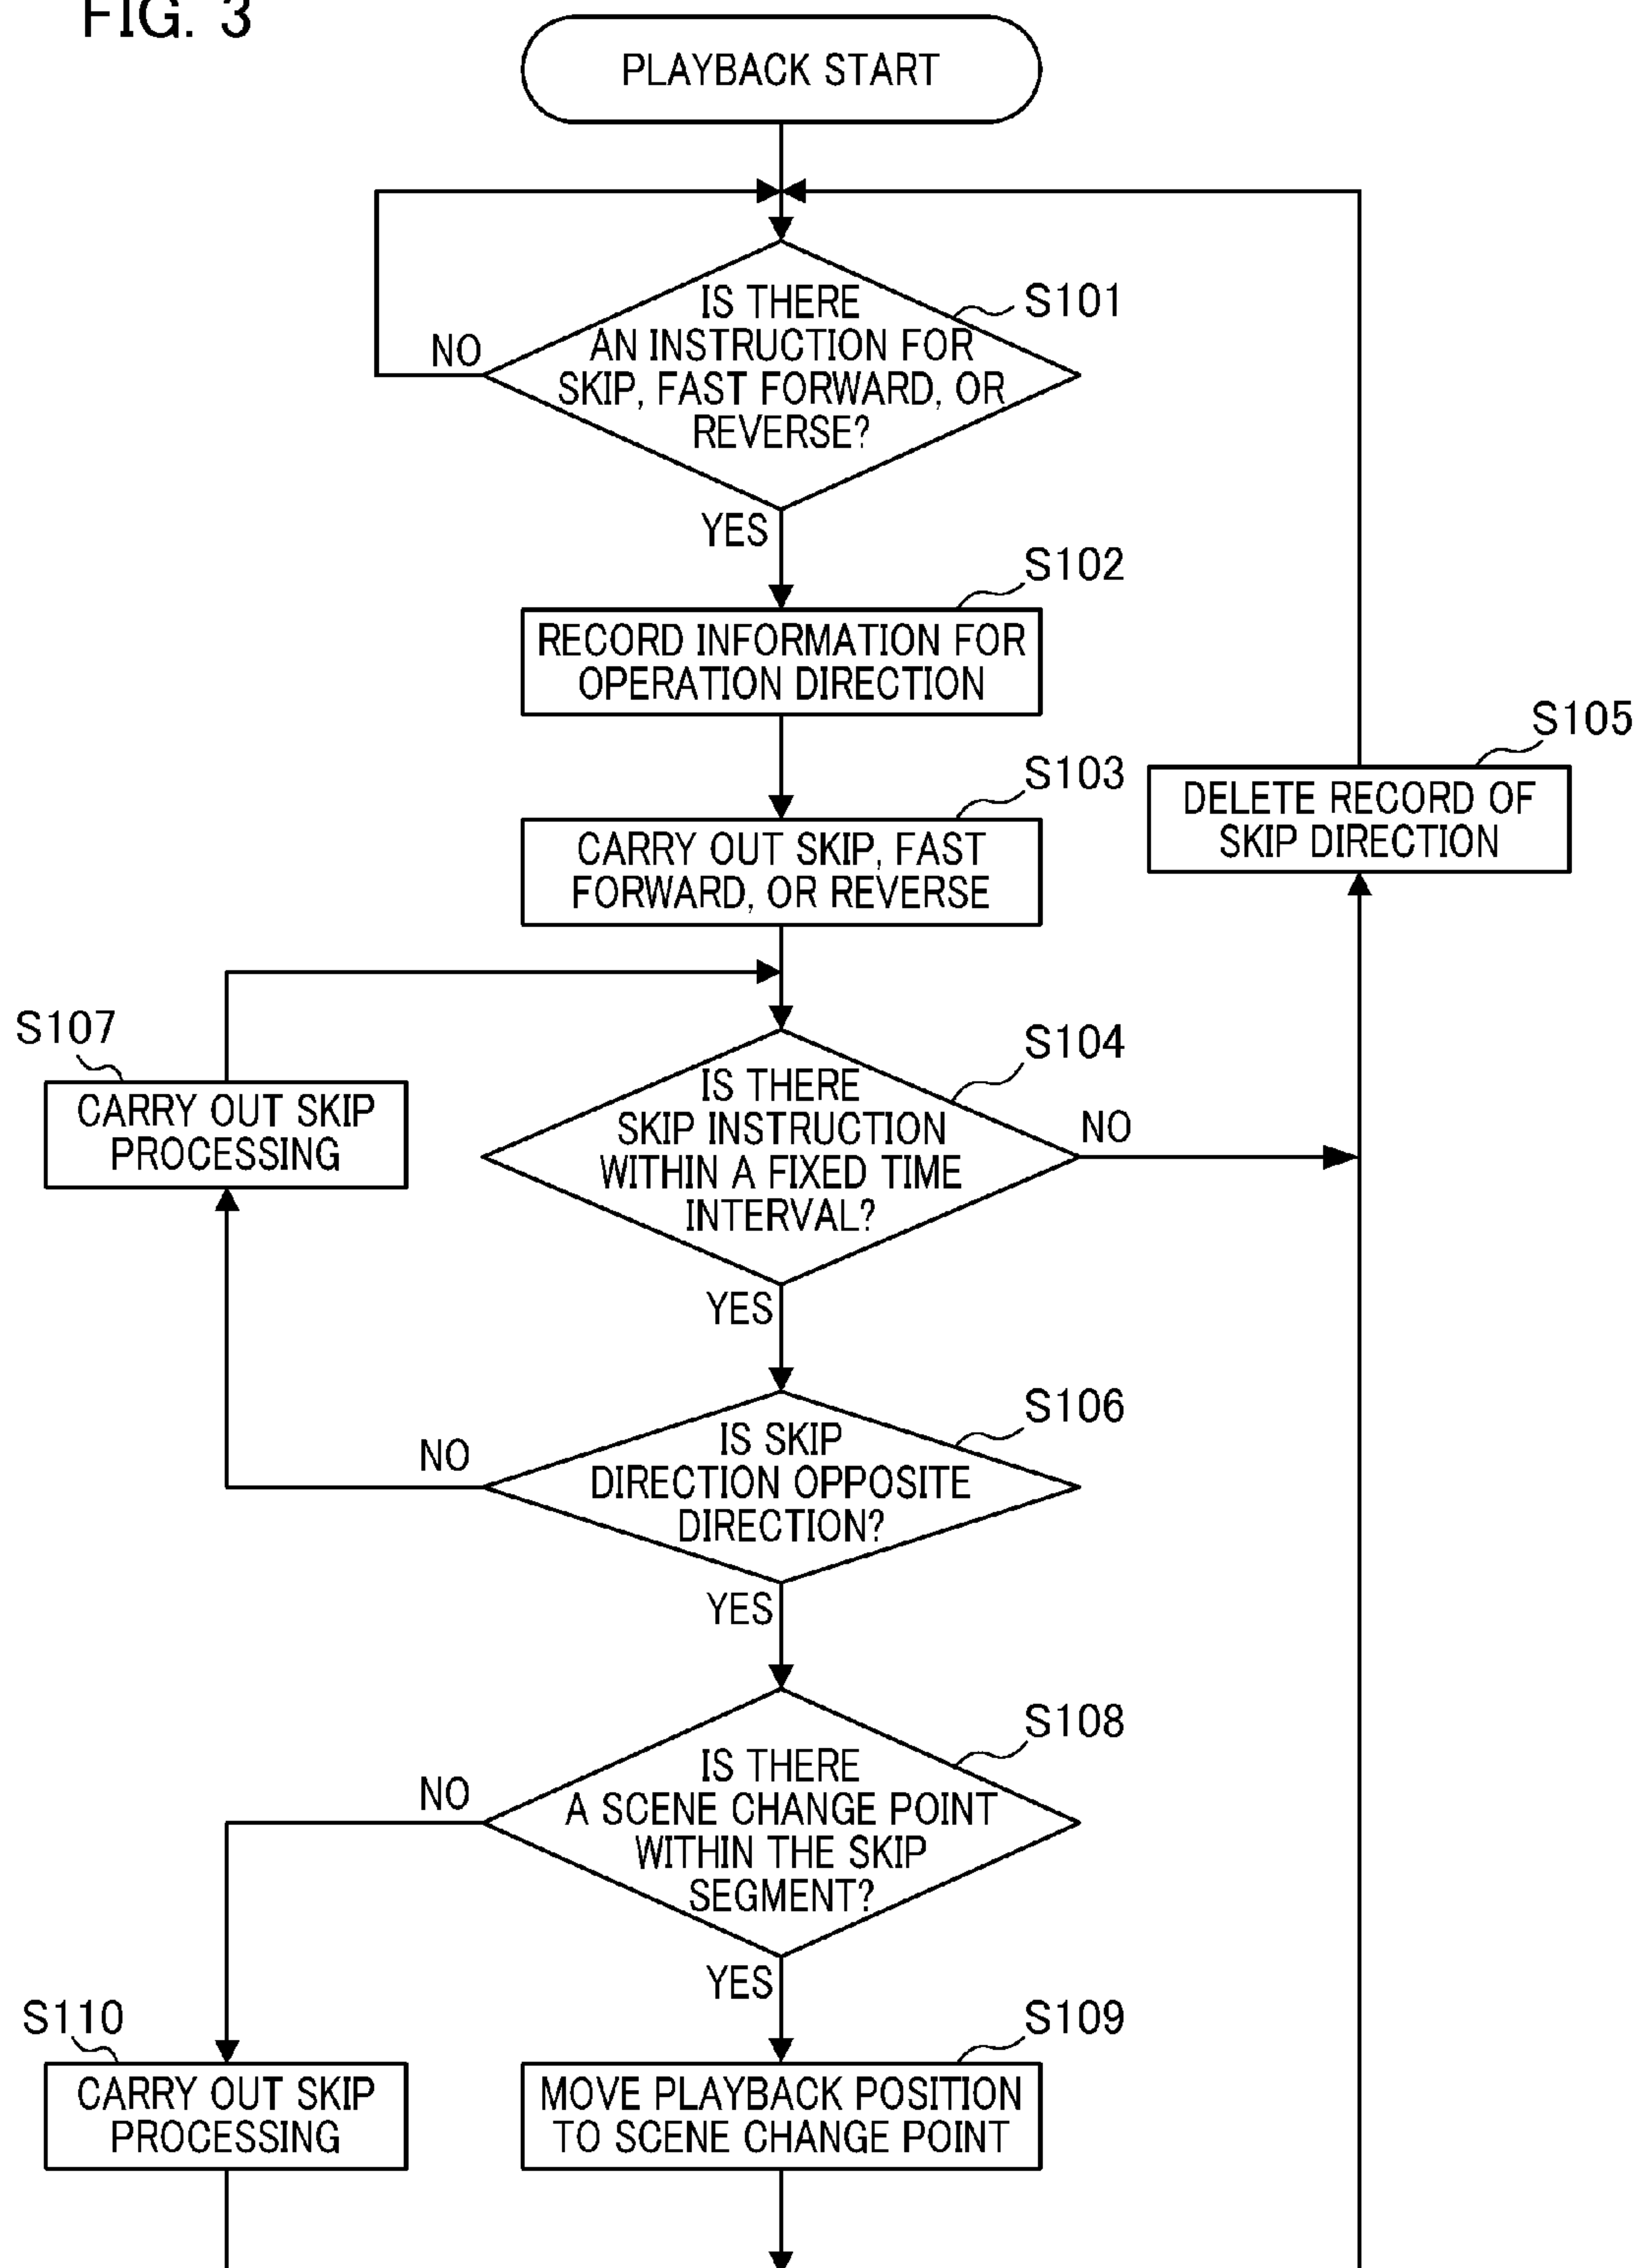 FIG. 3
PLAYBACK START
S101
IS THERE
AN INSTRUCTION FOR
SKIP, FAST FORWARD, OR
REVERSE?
NO
YES
S102
RECORD INFORMATION FOR
OPERATION DIRECTION
S105
DELETE RECORD OF
SKIP DIRECTION
S103
CARRY OUT SKIP, FAST
FORWARD, OR REVERSE
S107
CARRY OUT SKIP
PROCESSING
S104
IS THERE
SKIP INSTRUCTION
WITHIN A FIXED TIME
INTERVAL?
NO
YES
S106
IS SKIP
DIRECTION OPPOSITE
DIRECTION?
NO
YES
S108
IS THERE
A SCENE CHANGE POINT
WITHIN THE SKIP
SEGMENT?
NO
YES
S110
CARRY OUT SKIP
PROCESSING
S109
MOVE PLAYBACK POSITION
TO SCENE CHANGE POINT